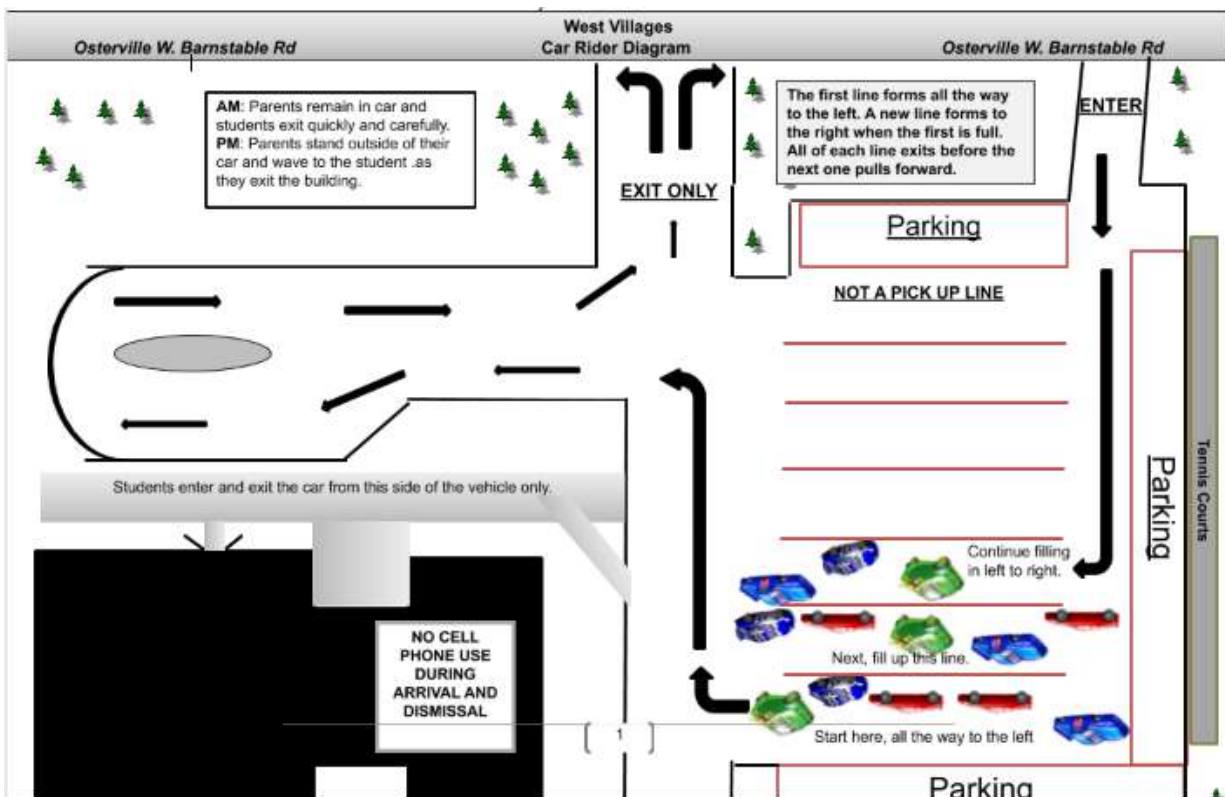 West Villages
Car Rider Diagram
Osterville W. Barnstable Rd
Osterville W. Barnstable Rd
AM: Parents remain in car and
students exit quickly and carefully.
PM: Parents stand outside of their
car and wave to the student .as
they exit the building.
The first line forms all the way
to the left. A new line forms to
the right when the first is full.
All of each line exits before the
next one pulls forward.
ENTER
EXIT ONLY
Parking
NOT A PICK UP LINE
Parking
Tennis Courts
Students enter and exit the car from this side of the vehicle only.
Continue filling
in left to right.
NO CELL
PHONE USE
DURING
ARRIVAL AND
DISMISSAL
Next, fill up this line.
Start here, all the way to the left
1
Parking